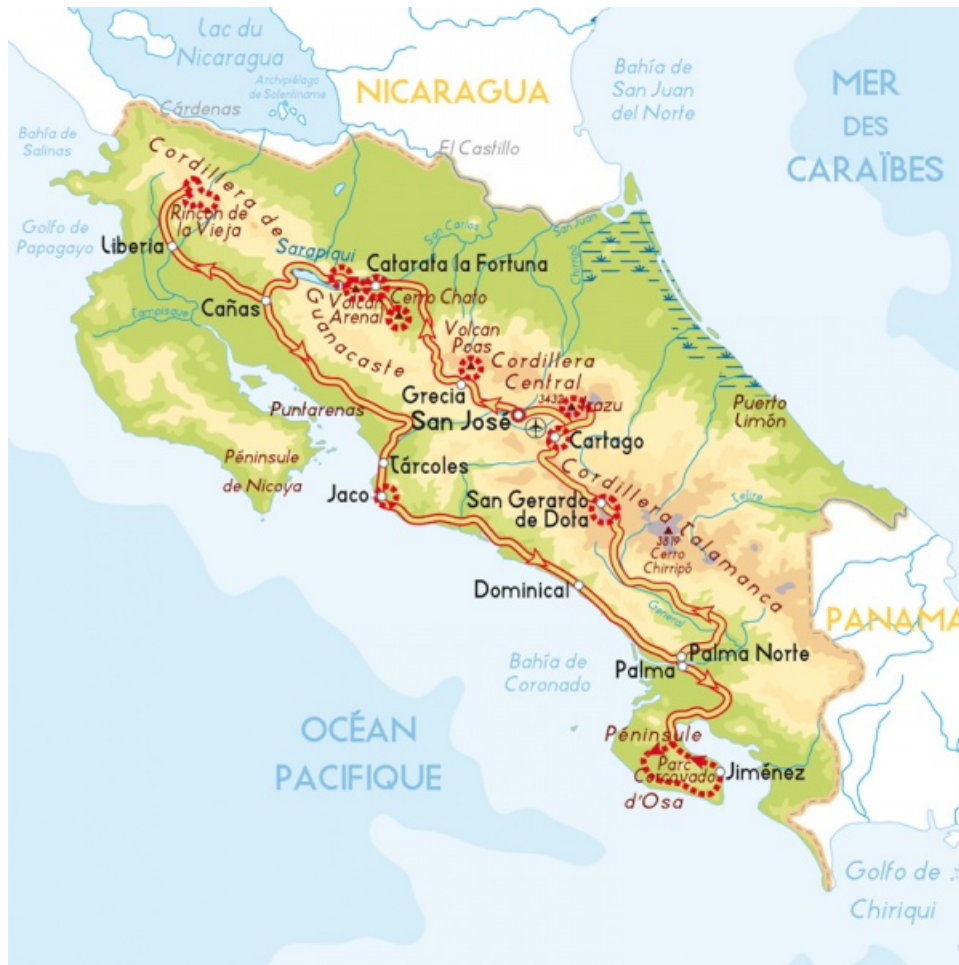 Lac du
Nicaragua
Archipiélago
de Solentiname
NICARAGUA
Bahía de
San Juan
del Norte
MER
DES
CARAÏBES
Cárdenas
El Castillo
Bahía de
Salinas
Cordillera de
Guanacaste
Rincon de
la Vieja
Golfo de
Papagayo
Liberia
Sarapiqui
San Carlos
San Juan
Chirripó
Catarata la Fortuna
Cañas
Volcan
Arenal
Cerro Chato
Tampisque
Volcan
Poas
Cordillera
Central
3432
Irazu
Grecia
San José
Puntarenas
Puerto
Limón
Cartago
Péninsule
de Nicoya
Tárcoles
Jaco
San Gerardo
de Dota
Cordillera Talamanca
Telire
3819
Cerro
Chirripó
Dominical
General
PANAMA
Palma Norte
Palma
Bahía de
Coronado
OCÉAN
PACIFIQUE
Péninsule
Parc
Corcovado
Jiménez
d'Osa
Golfo de
Chiriqui